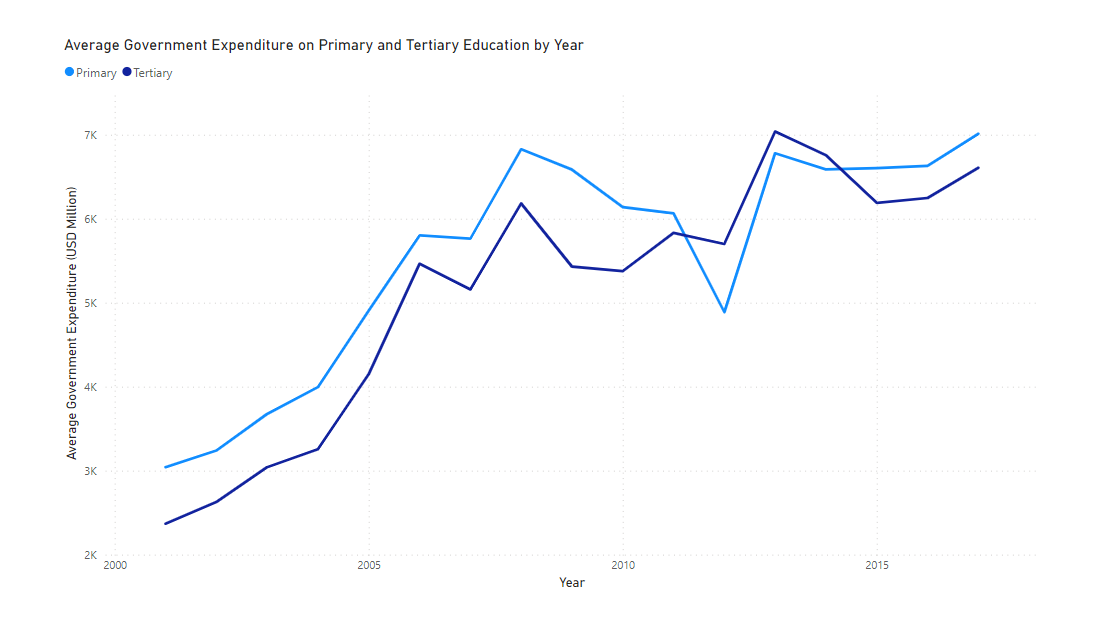 Average Government Expenditure on Primary and Tertiary Education by Year
Primary Tertiary
Average Government Expenditure (USD Million)
7K
6K
5K
4K
3K
2K
2000 2005 2010 2015
Year